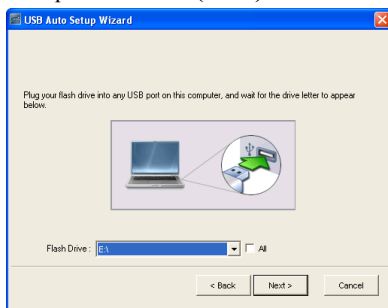 USB Auto Setup Wizard
Plug your flash drive into any USB port on this computer, and wait for the drive letter to appear
below.
Flash Drive : E:\ All
< Back Next > Cancel